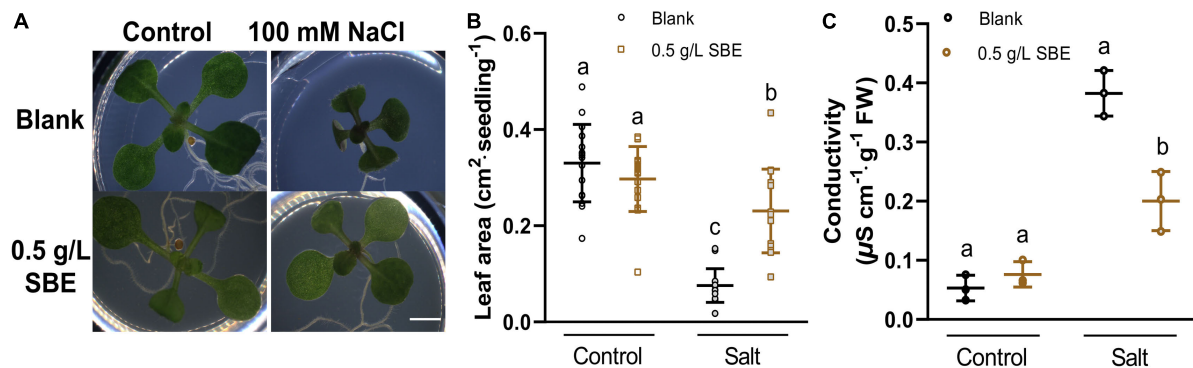 A
Control 100 mM NaCl
Blank
0.5 g/L
SBE
B
Blank
0.5 g/L SBE
Leaf area (cm²·seedling⁻¹)
0.6
0.4
0.2
0.0
a
a
c
b
Control
Salt
C
Blank
0.5 g/L SBE
Conductivity
(µS cm⁻¹·g⁻¹ FW)
0.5
0.4
0.3
0.2
0.1
0.0
a
a
a
b
Control
Salt